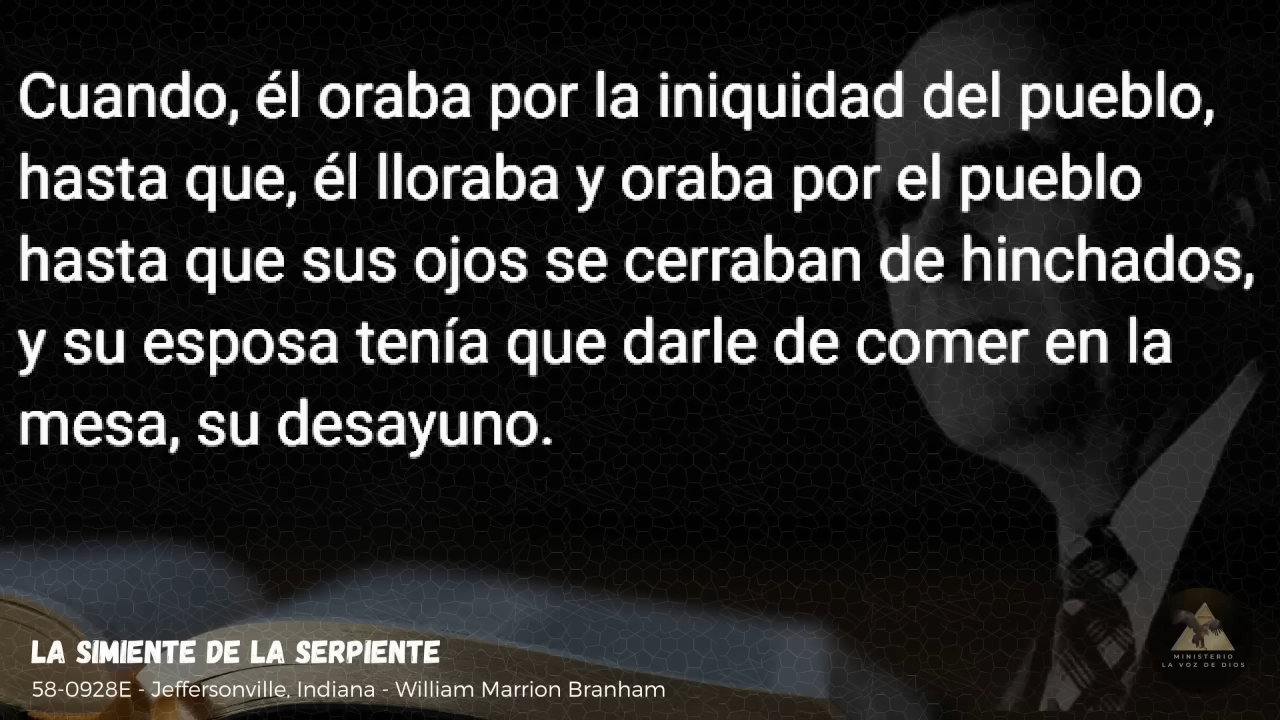 Cuando, él oraba por la iniquidad del pueblo,
hasta que, él lloraba y oraba por el pueblo
hasta que sus ojos se cerraban de hinchados,
y su esposa tenía que darle de comer en la
mesa, su desayuno.
LA SIMIENTE DE LA SERPIENTE
58-0928E - Jeffersonville, Indiana - William Marrion Branham
MINISTERIO
LA VOZ DE DIOS